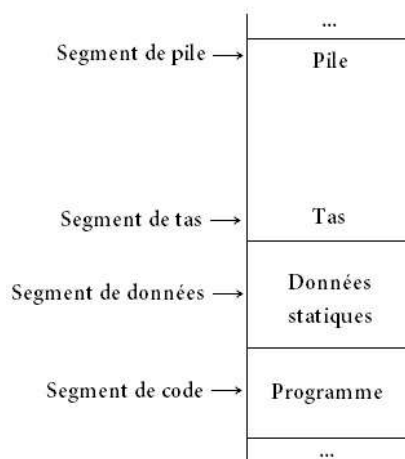 ...
Segment de pile
Pile
Segment de tas
Tas
Segment de données
Données
statiques
Segment de code
Programme
...